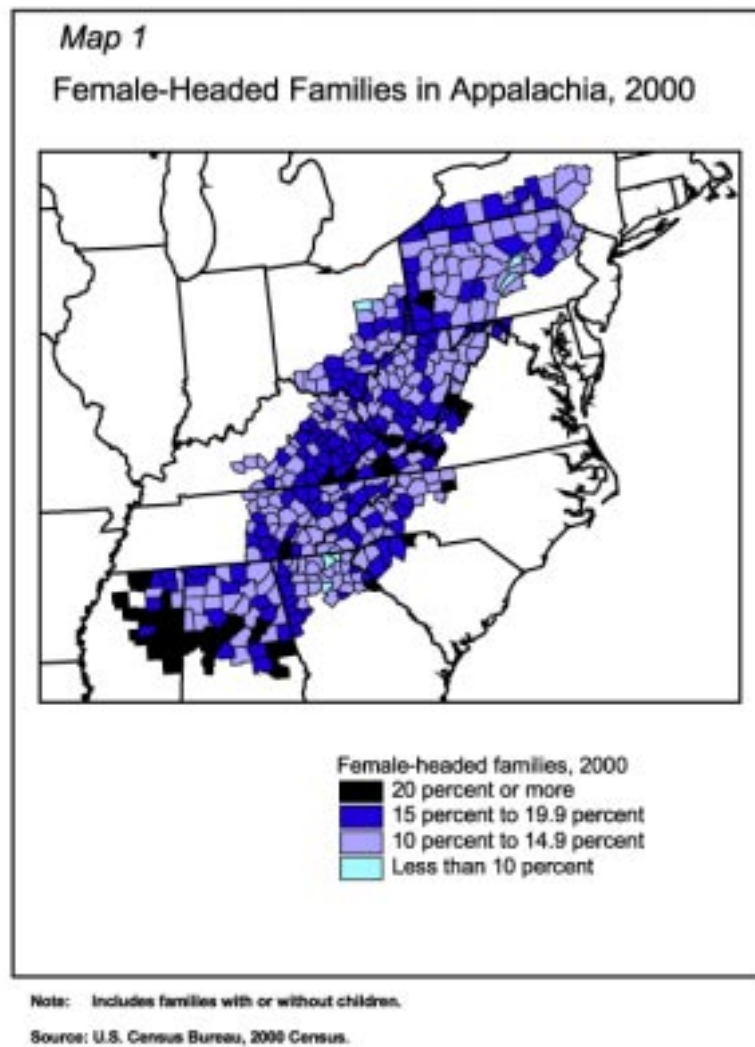 Map 1
Female-Headed Families in Appalachia, 2000
Female-headed families, 2000
20 percent or more
15 percent to 19.9 percent
10 percent to 14.9 percent
Less than 10 percent
Note: Includes families with or without children.
Source: U.S. Census Bureau, 2000 Census.